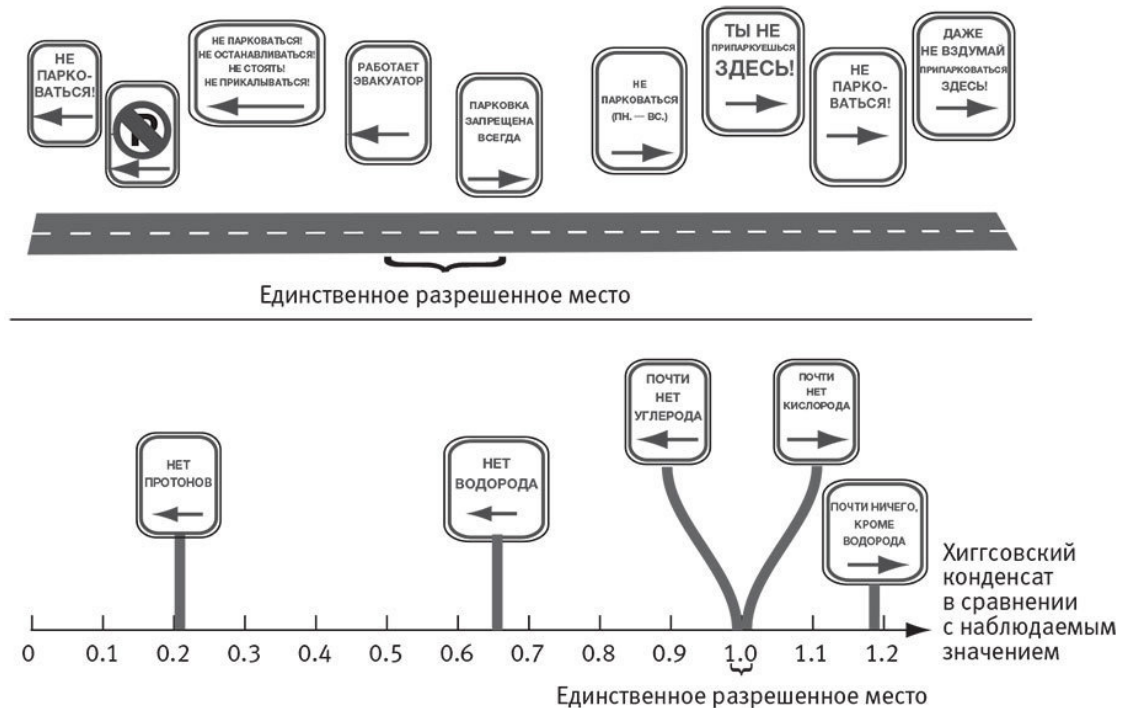 НЕ
ПАРКО-
ВАТЬСЯ!
P
НЕ ПАРКОВАТЬСЯ!
НЕ ОСТАНАВЛИВАТЬСЯ!
НЕ СТОЯТЬ!
НЕ ПРИКАЛЫВАТЬСЯ!
РАБОТАЕТ
ЭВАКУАТОР
ПАРКОВКА
ЗАПРЕЩЕНА
ВСЕГДА
НЕ
ПАРКОВАТЬСЯ
(ПН. — ВС.)
ТЫ НЕ
ПРИПАРКУЕШЬСЯ
ЗДЕСЬ!
НЕ
ПАРКО-
ВАТЬСЯ!
ДАЖЕ
НЕ ВЗДУМАЙ
ПРИПАРКОВАТЬСЯ
ЗДЕСЬ!
Единственное разрешенное место
НЕТ
ПРОТОНОВ
НЕТ
ВОДОРОДА
ПОЧТИ
НЕТ
УГЛЕРОДА
ПОЧТИ
НЕТ
КИСЛОРОДА
ПОЧТИ НИЧЕГО,
КРОМЕ
ВОДОРОДА
Хиггсовский
конденсат
в сравнении
с наблюдаемым
значением
0 0.1 0.2 0.3 0.4 0.5 0.6 0.7 0.8 0.9 1.0 1.1 1.2
Единственное разрешенное место